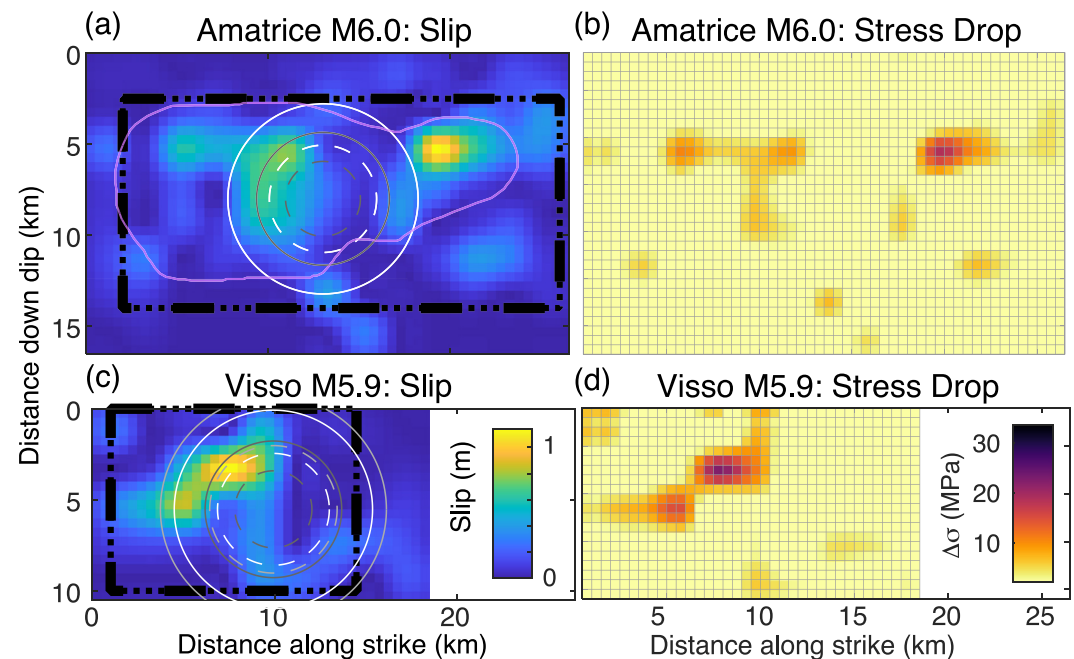 (a) Amatrice M6.0: Slip
(b) Amatrice M6.0: Stress Drop
0
5
10
15
Distance down dip (km)
10
20
(c) Visso M5.9: Slip
(d) Visso M5.9: Stress Drop
0
5
10
0
10
20
Distance along strike (km)
Slip (m)
1
0
5
10
15
20
25
Distance along strike (km)
Δσ (MPa)
30
20
10